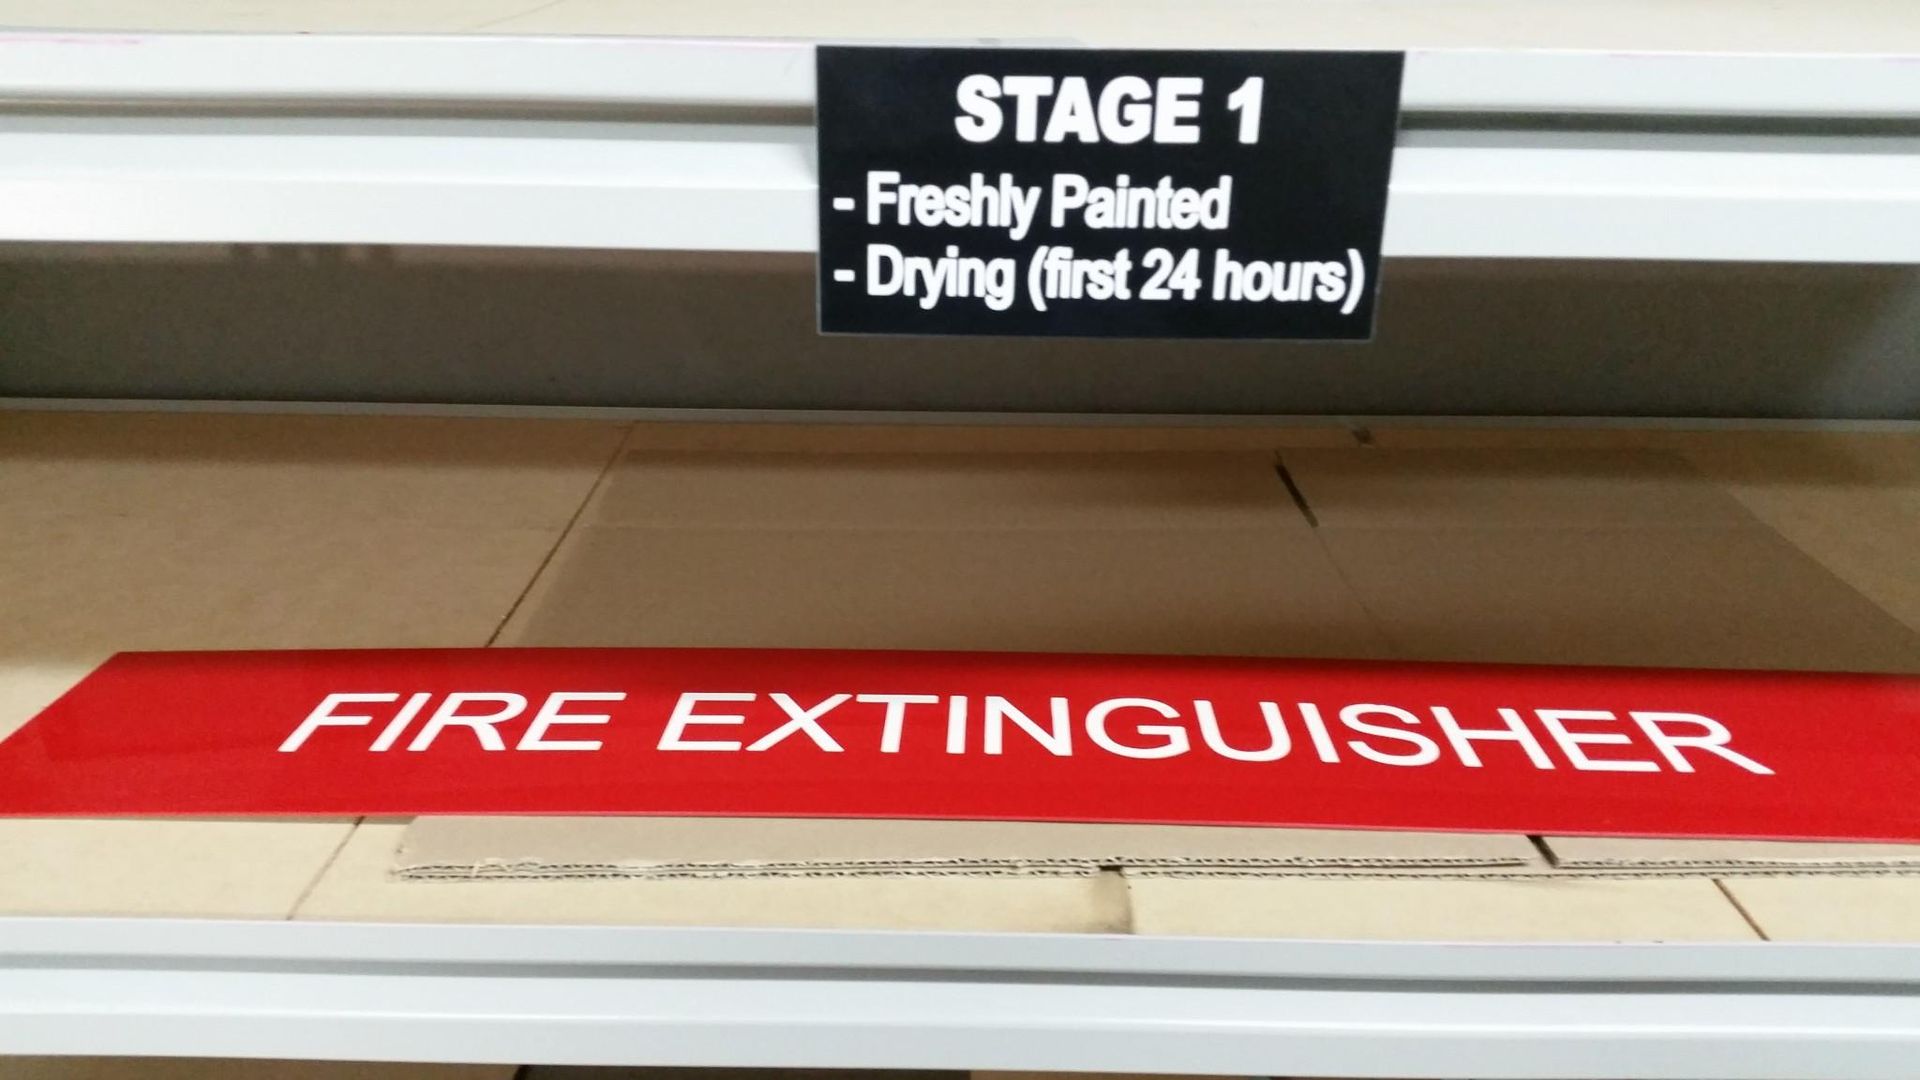 STAGE 1
- Freshly Painted
- Drying (first 24 hours)
FIRE EXTINGUISHER